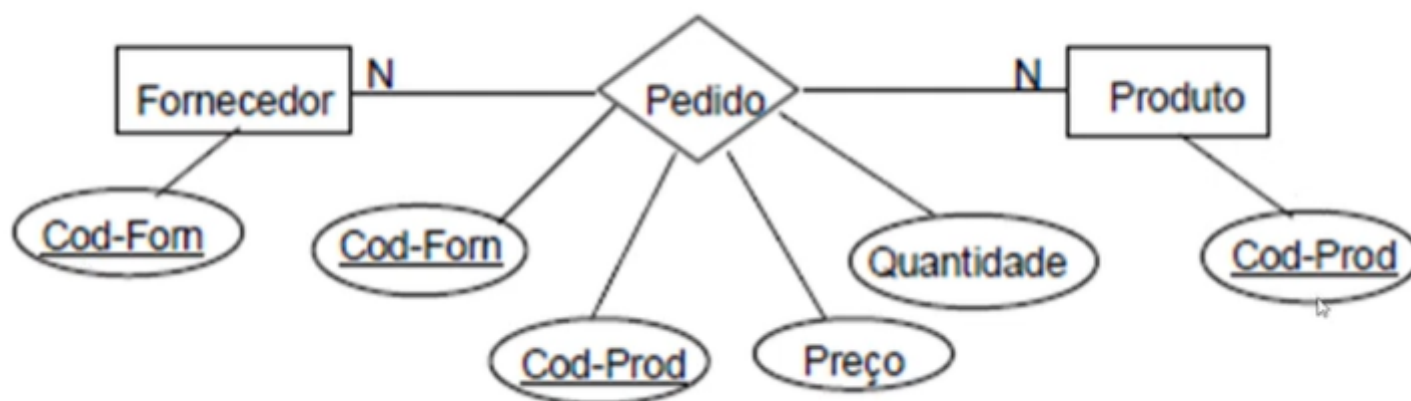 N
N
Fornecedor
Pedido
Produto
Cod-Forn
Cod-Forn
Quantidade
Cod-Prod
Cod-Prod
Preço